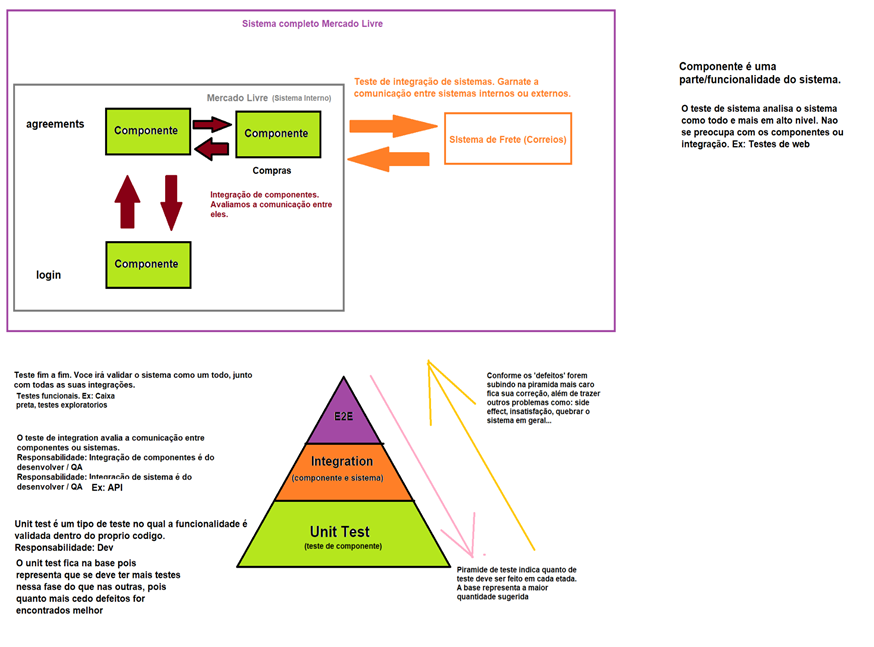 Sistema completo Mercado Livre
Componente é uma
parte/funcionalidade do sistema.
O teste de sistema analisa o sistema
como todo e mais em alto nivel. Nao
se preocupa com os componentes ou
integração. Ex: Testes de web
Teste de integração de sistemas. Garnate a
comunicação entre sistemas internos ou externos.
Mercado Livre (Sistema Interno)
agreements
Componente
Componente
Sistema de Frete (Correios)
Compras
Integração de componentes.
Avaliamos a comunicação entre
eles.
Componente
login
Teste fim a fim. Voce irá validar o sistema como um todo, junto
com todas as suas integrações.
Testes funcionais. Ex: Caixa
preta, testes exploratorios
Conforme os 'defeitos' forem
subindo na piramida mais caro
fica sua correção, além de trazer
outros problemas como: side
effect, insatisfação, quebrar o
sistema em geral...
E2E
O teste de integration avalia a comunicação entre
componentes ou sistemas.
Responsabilidade: Integração de componentes é do
desenvolver / QA
Responsabilidade: Integração de sistema é do
desenvolver / QA Ex: API
Integration
(componente e sistema)
Unit test é um tipo de teste no qual a funcionalidade é
validada dentro do proprio codigo.
Responsabilidade: Dev
O unit test fica na base pois
representa que se deve ter mais testes
nessa fase do que nas outras, pois
quanto mais cedo defeitos for
encontrados melhor
Unit Test
(teste de componente)
Piramide de teste indica quanto de
teste deve ser feito em cada etada.
A base representa a maior
quantidade sugerida